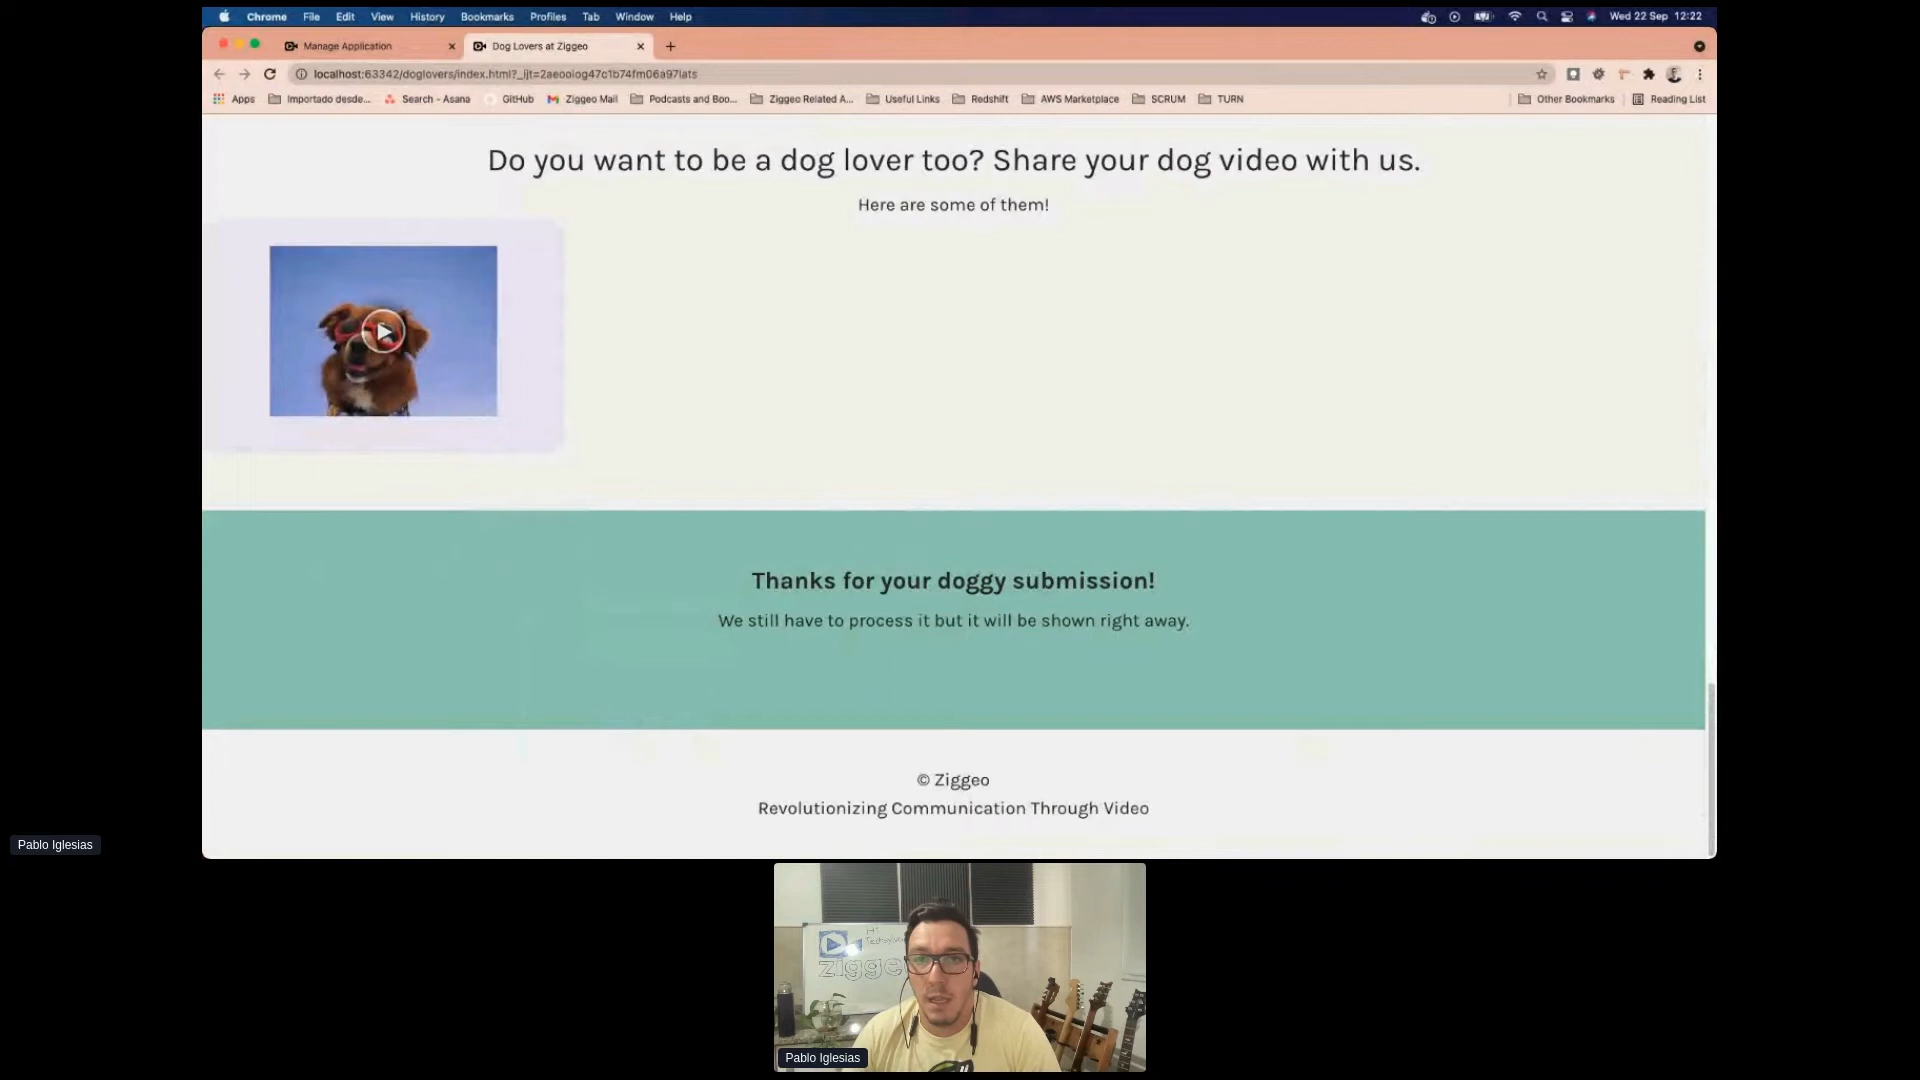 Chrome File Edit View History Bookmarks Profiles Tab Window Help
Wed 22 Sep 12:22
Manage Application
Dog Lovers at Ziggeo
localhost:63342/doglovers/index.html?_ijt=2aeooiog47c1b74fm06a97lats
Apps Importado desde... Search - Asana GitHub Ziggeo Mail Podcasts and Boo... Ziggeo Related A... Useful Links Redshift AWS Marketplace SCRUM TURN Other Bookmarks Reading List
Do you want to be a dog lover too? Share your dog video with us.
Here are some of them!
Thanks for your doggy submission!
We still have to process it but it will be shown right away.
© Ziggeo
Revolutionizing Communication Through Video
Pablo Iglesias
Hi
zigge
Pablo Iglesias